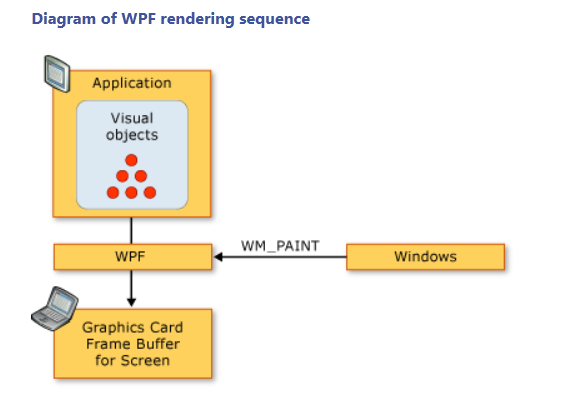 Diagram of WPF rendering sequence
Application
Visual
objects
WM_PAINT
WPF
Windows
Graphics Card
Frame Buffer
for Screen